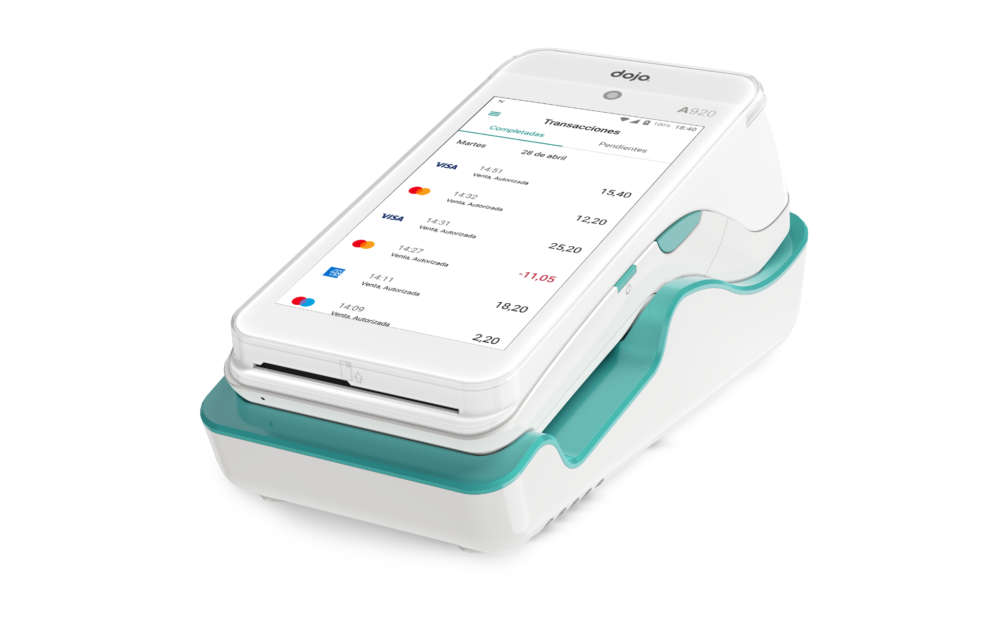 dojo
A920
100% 18:40
Transacciones
Completadas Pendientes
Martes 28 de abril
VISA 14:51 15,40
Venta, Autorizada
14:32 12,20
Venta, Autorizada
VISA 14:31 25,20
Venta, Autorizada
14:27 -11,05
Venta, Autorizada
AMEX 14:11 18,20
Venta, Autorizada
14:09 2,20
Venta, Autorizada